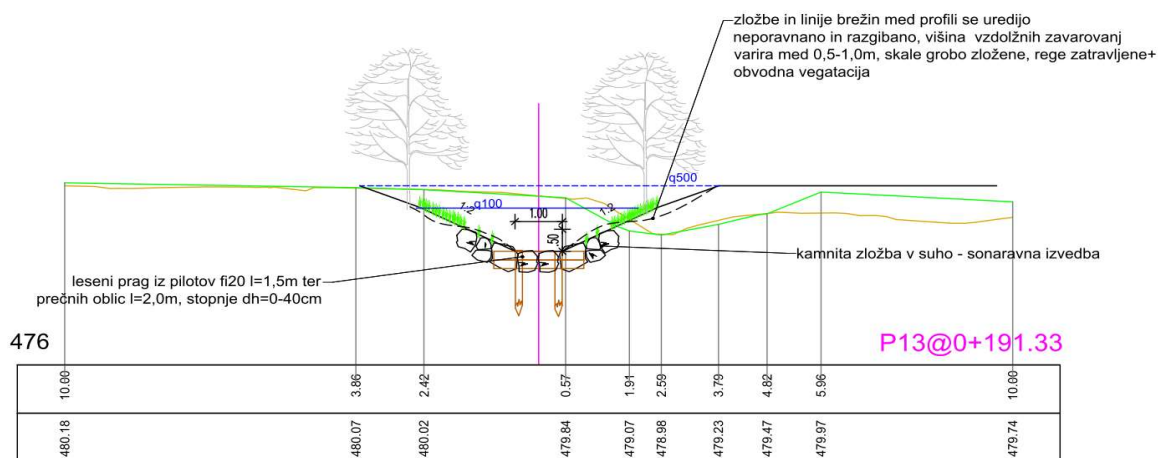 zložbe in linije brežin med profili se uredijo
neporavnano in razgibano, višina vzdolžnih zavarovanj
varira med 0,5-1,0m, skale grobo zložene, rege zatravljene+
obvodna vegatacija
q500
q100
1:2
1.00
1:2
.50
kamnita zložba v suho - sonaravna izvedba
leseni prag iz pilotov fi20 l=1,5m ter
prečnih oblic l=2,0m, stopnje dh=0-40cm
476
P13@0+191.33
10.00 3.86 2.42 0.57 1.91 2.59 3.79 4.82 5.96 10.00
480.18 480.07 480.02 479.84 479.07 478.98 479.23 479.47 479.97 479.74